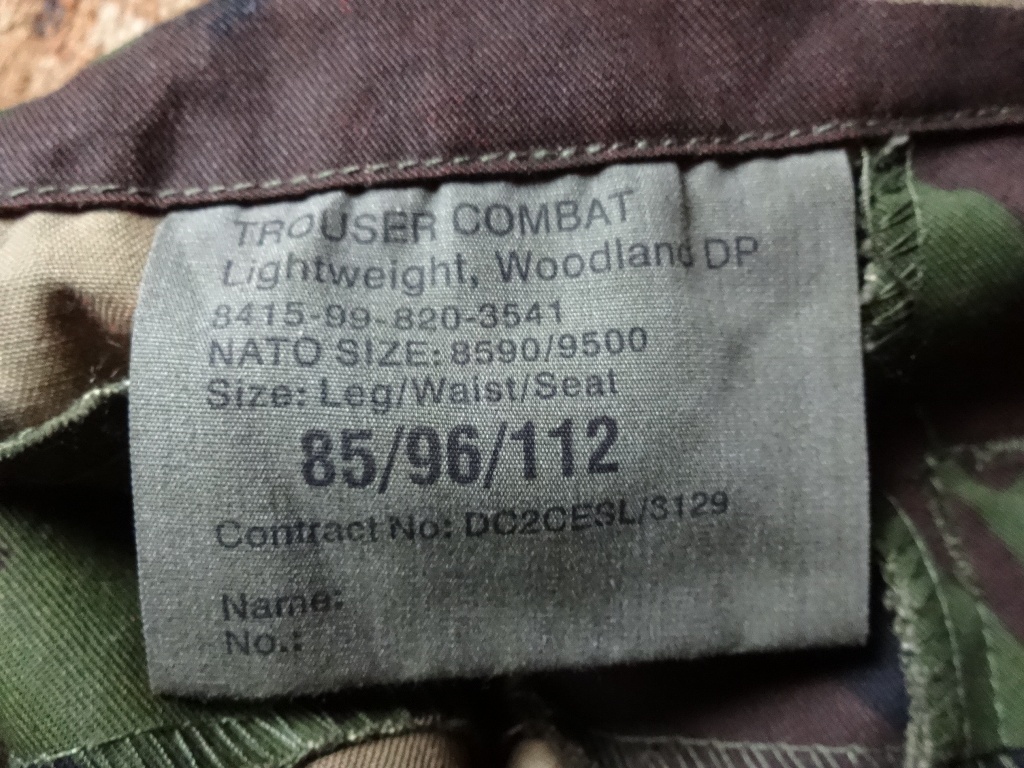 TROUSER COMBAT
Lightweight, Woodland DP
8415-99-820-3541
NATO SIZE: 8590/9500
Size: Leg/Waist/Seat
85/96/112
Contract No: DC2CESL/3129
Name:
No.: